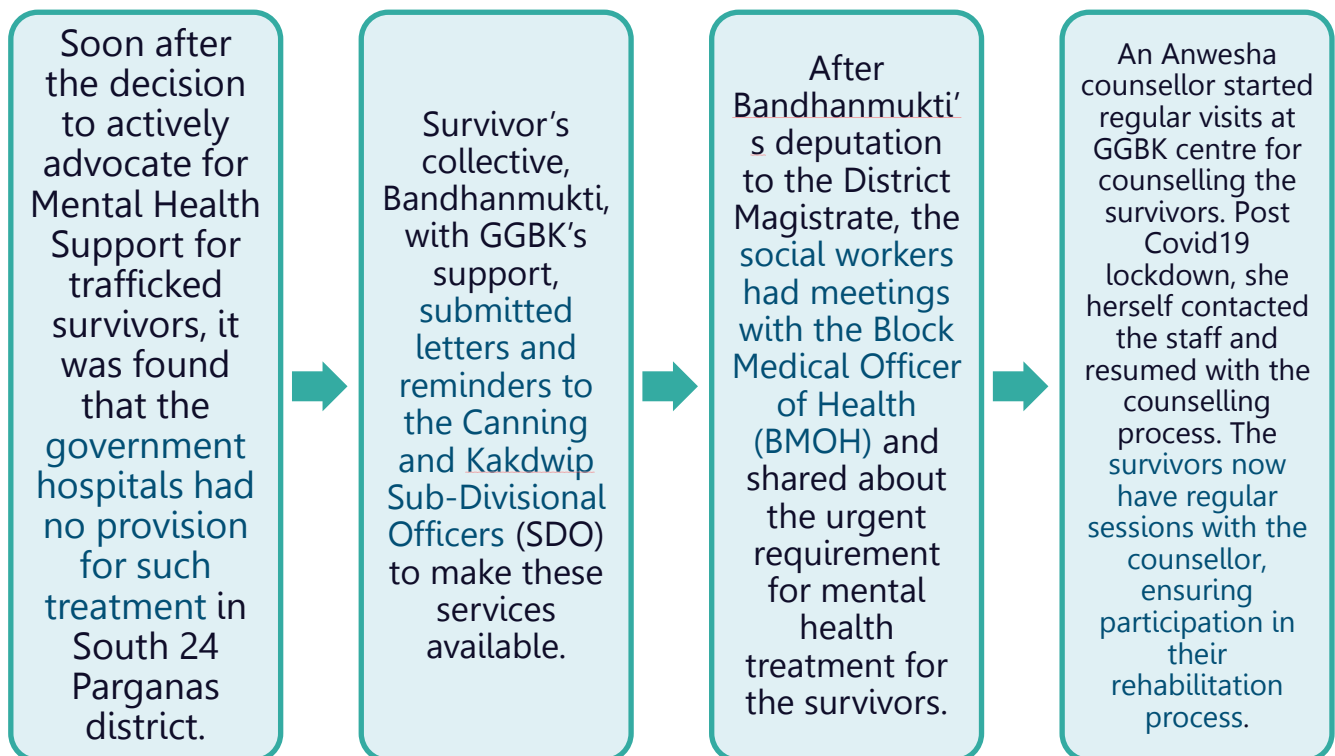 Soon after
the decision
to actively
advocate for
Mental Health
Support for
trafficked
survivors, it
was found
that the
government
hospitals had
no provision
for such
treatment in
South 24
Parganas
district.
Survivor's
collective,
Bandhanmukti,
with GGBK's
support,
submitted
letters and
reminders to
the Canning
and Kakdwip
Sub-Divisional
Officers (SDO)
to make these
services
available.
After
Bandhanmukti'
s deputation
to the District
Magistrate, the
social workers
had meetings
with the Block
Medical Officer
of Health
(BMOH) and
shared about
the urgent
requirement
for mental
health
treatment for
the survivors.
An Anwesha
counsellor started
regular visits at
GGBK centre for
counselling the
survivors. Post
Covid19
lockdown, she
herself contacted
the staff and
resumed with the
counselling
process. The
survivors now
have regular
sessions with the
counsellor,
ensuring
participation in
their
rehabilitation
process.